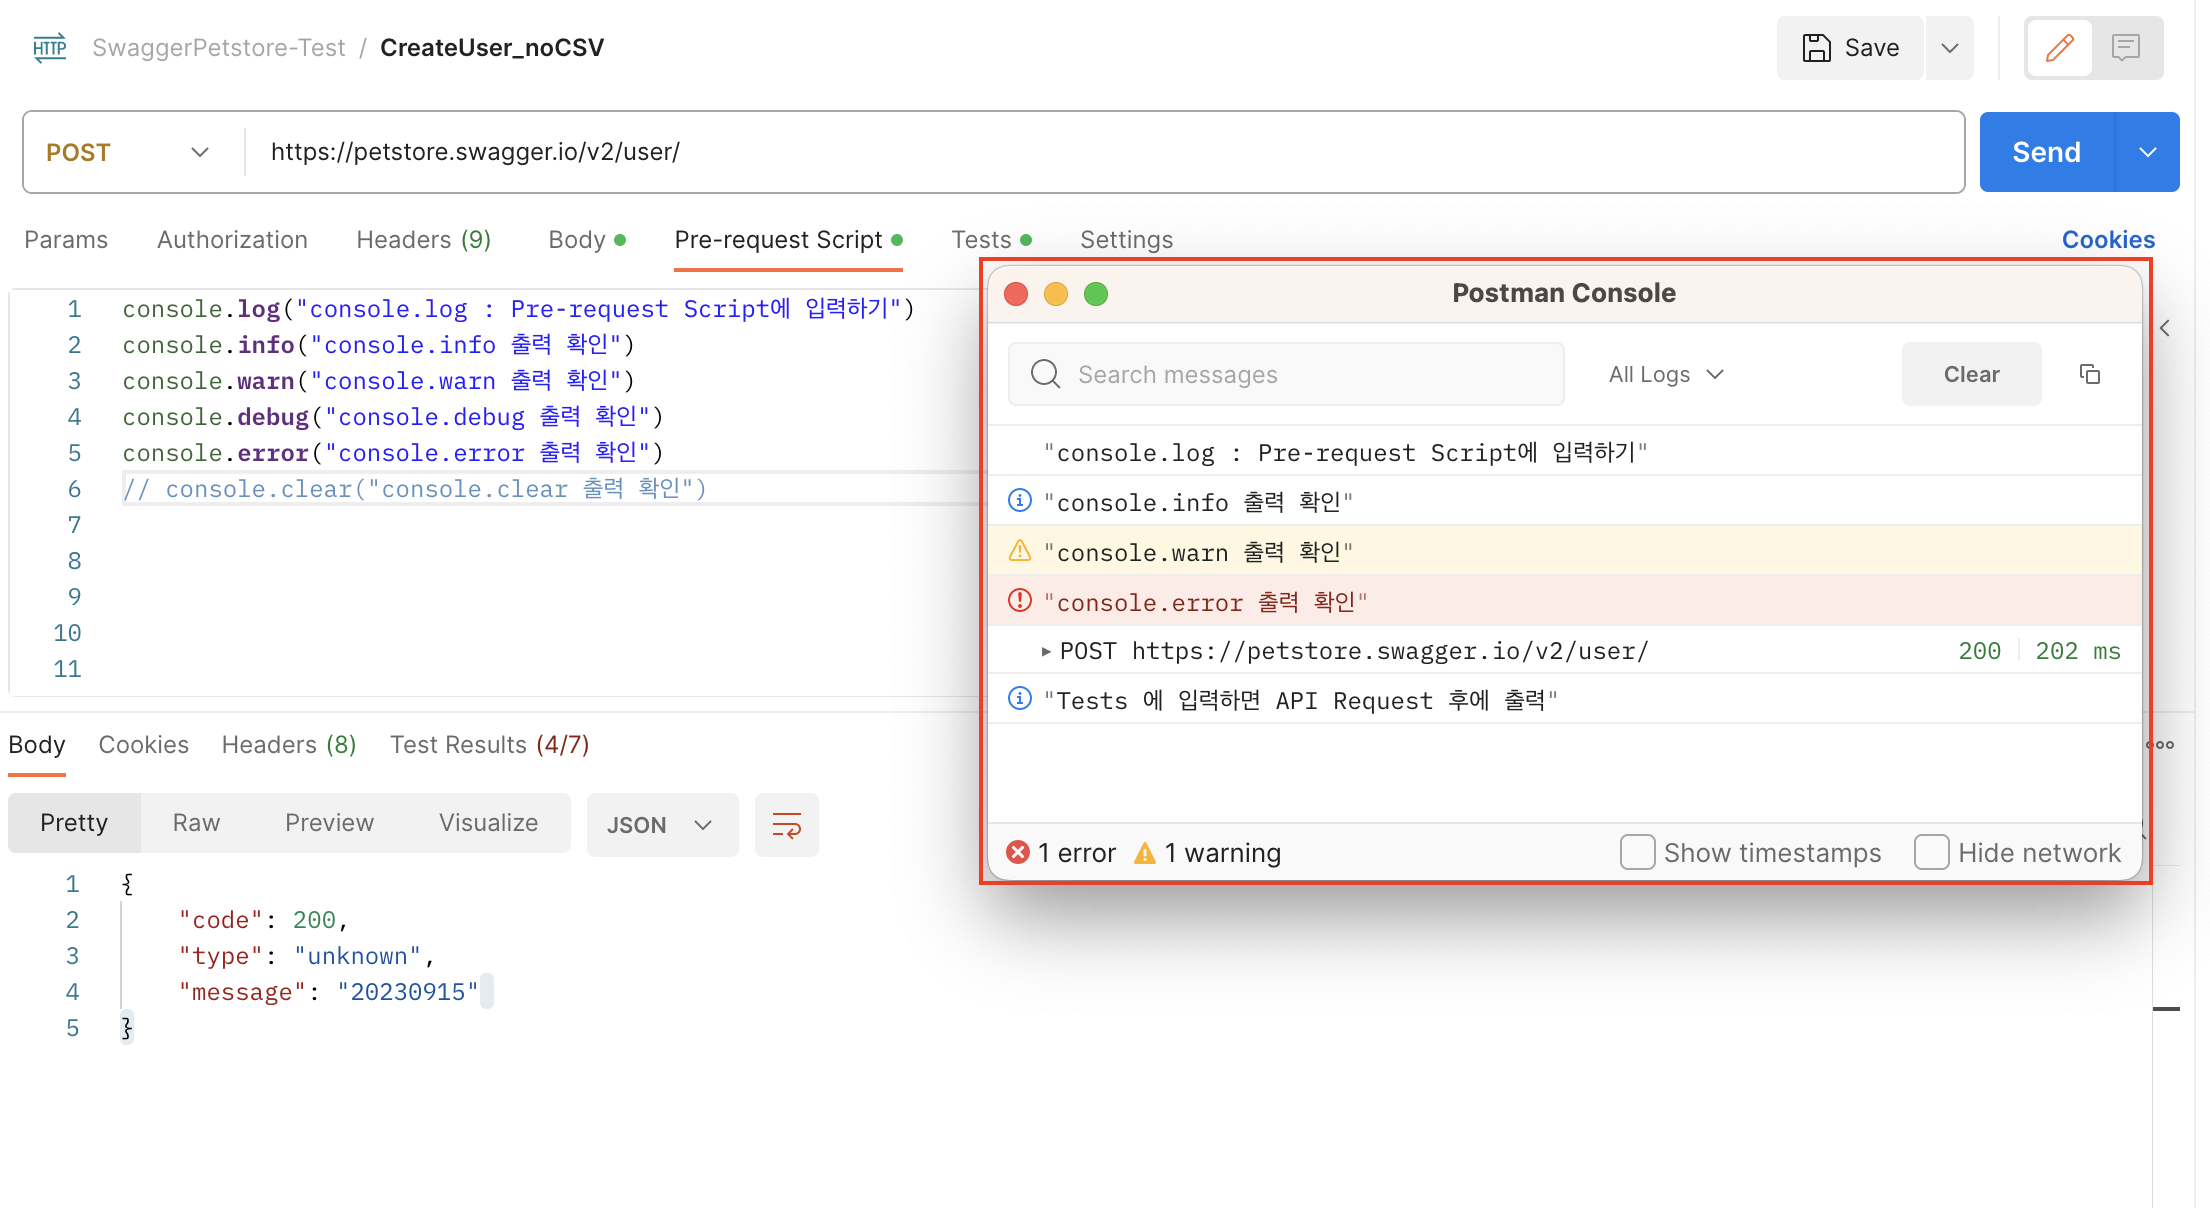 HTTP SwaggerPetstore-Test / CreateUser_noCSV Save
POST https://petstore.swagger.io/v2/user/ Send
Params Authorization Headers (9) Body Pre-request Script Tests Settings Cookies
1 console.log("console.log : Pre-request Script에 입력하기")
2 console.info("console.info 출력 확인")
3 console.warn("console.warn 출력 확인")
4 console.debug("console.debug 출력 확인")
5 console.error("console.error 출력 확인")
6 // console.clear("console.clear 출력 확인")
7
8
9
10
11
Postman Console
Search messages All Logs Clear
"console.log : Pre-request Script에 입력하기"
"console.info 출력 확인"
"console.warn 출력 확인"
"console.error 출력 확인"
POST https://petstore.swagger.io/v2/user/ 200 202 ms
"Tests 에 입력하면 API Request 후에 출력"
1 error 1 warning Show timestamps Hide network
Body Cookies Headers (8) Test Results (4/7)
Pretty Raw Preview Visualize JSON
1 {
2 "code": 200,
3 "type": "unknown",
4 "message": "20230915"
5 }